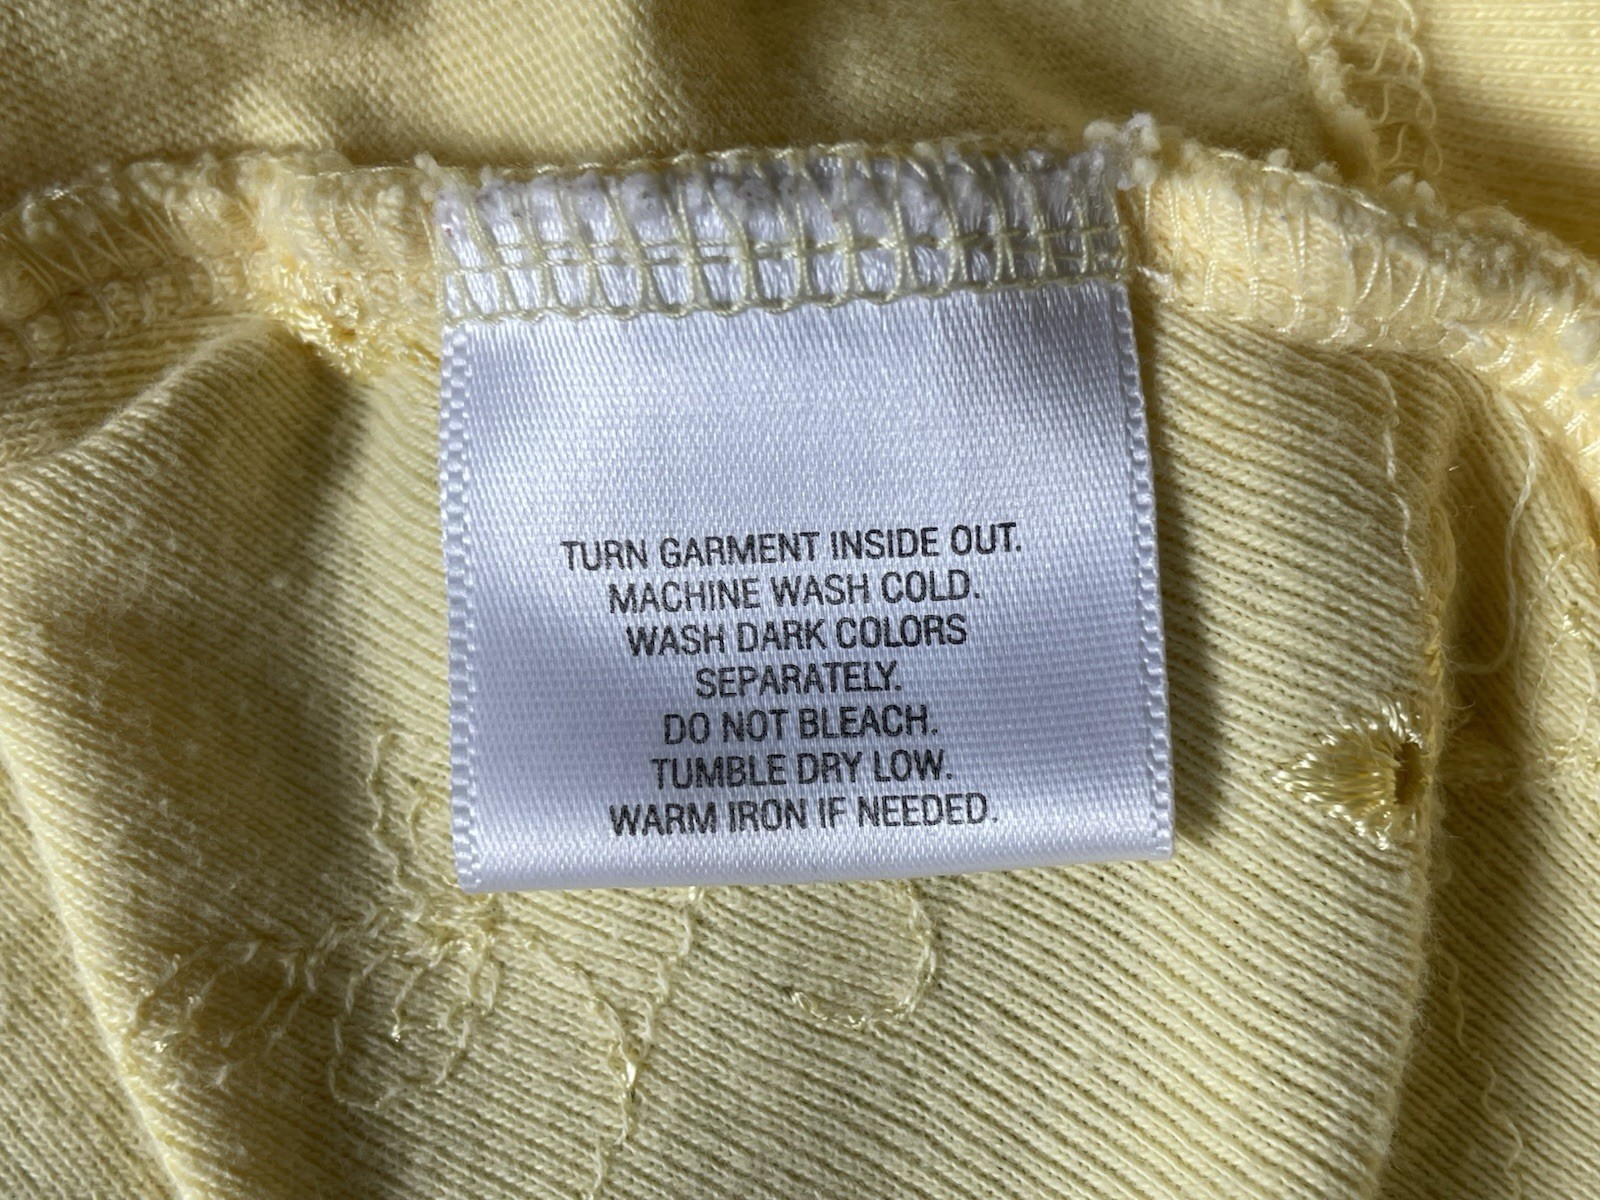 TURN GARMENT INSIDE OUT.
MACHINE WASH COLD.
WASH DARK COLORS
SEPARATELY.
DO NOT BLEACH.
TUMBLE DRY LOW.
WARM IRON IF NEEDED.